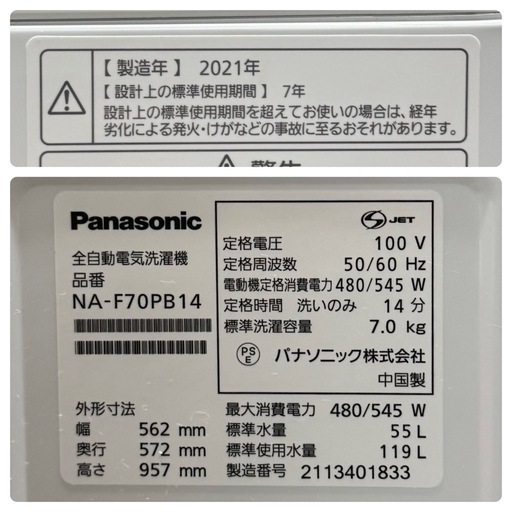 【 製造年 】 2021年
【 設計上の標準使用期間 】 7年
設計上の標準使用期間を超えてお使いの場合は、経年
劣化による発火・けがなどの事故に至るおそれがあります。
警告
Panasonic
全自動電気洗濯機
品番
NA-F70PB14
外形寸法
幅 562 mm
奥行 572 mm
高さ 957 mm
S JET
定格電圧 100 V
定格周波数 50/60 Hz
電動機定格消費電力 480/545 W
定格時間 洗いのみ 14 分
標準洗濯容量 7.0 kg
PSE パナソニック株式会社
中国製
最大消費電力 480/545 W
標準水量 55 L
標準使用水量 119 L
製造番号 2113401833